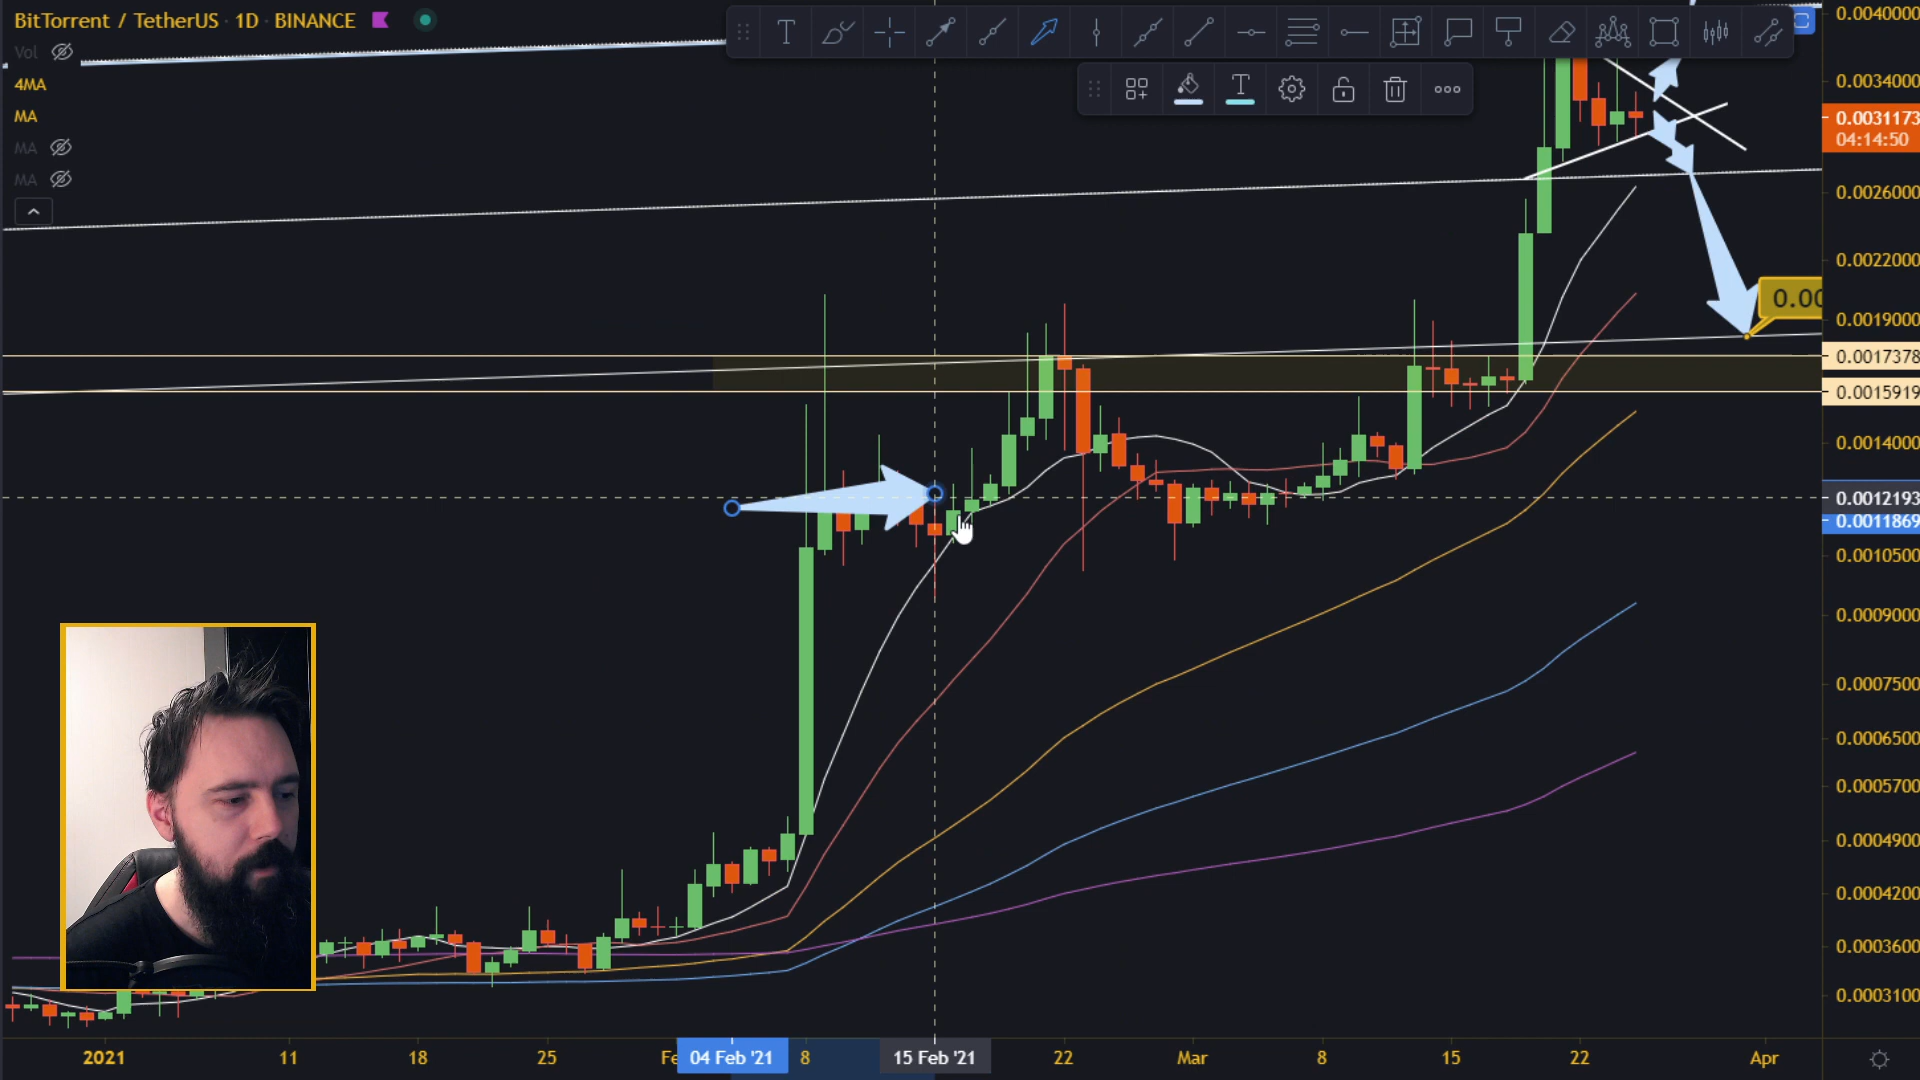 BitTorrent / TetherUS · 1D · BINANCE
Vol
4MA
MA
MA
MA
T
T
0.0040000
0.0034000
0.0031173
04:14:50
0.0026000
0.0022000
0.00
0.0019000
0.0017378
0.0015919
0.0014000
0.0012193
0.0011869
0.0010500
0.0009000
0.0007500
0.0006500
0.0005700
0.0004900
0.0004200
0.0003600
0.0003100
2021 11 18 25 Fe 04 Feb '21 8 15 Feb '21 22 Mar 8 15 22 Apr